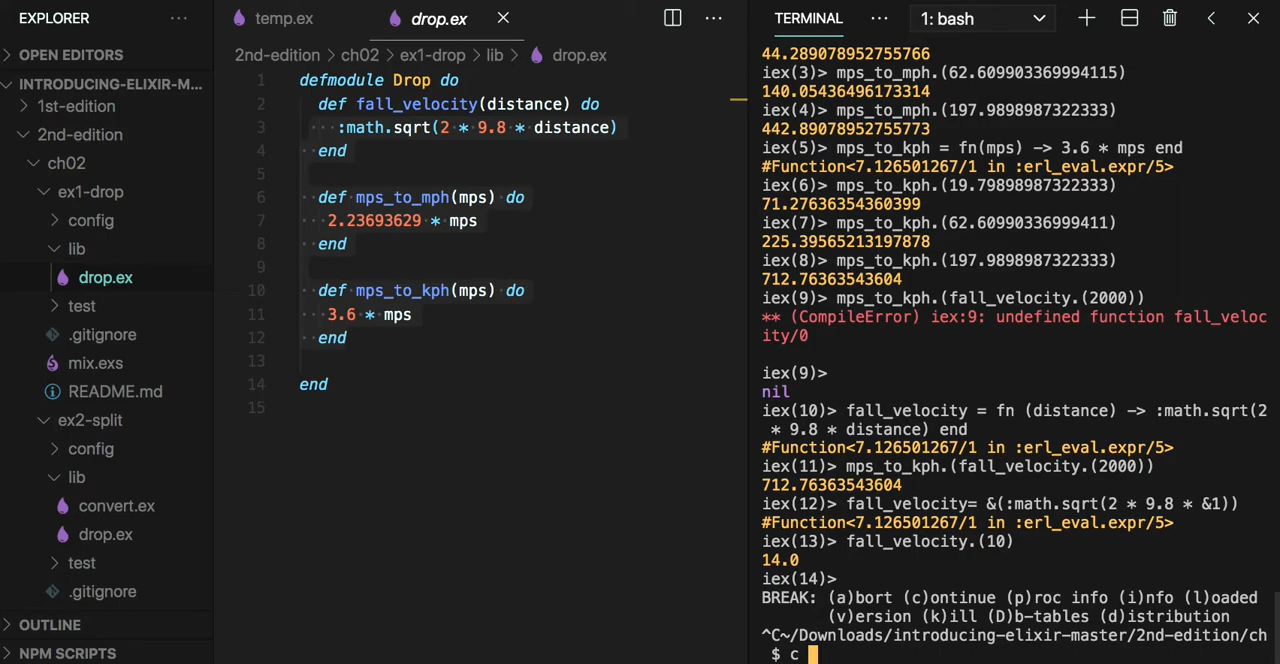 EXPLORER
OPEN EDITORS
INTRODUCING-ELIXIR-M...
1st-edition
2nd-edition
ch02
ex1-drop
config
lib
drop.ex
test
.gitignore
mix.exs
README.md
ex2-split
config
lib
convert.ex
drop.ex
test
.gitignore
OUTLINE
NPM SCRIPTS
temp.ex
drop.ex
2nd-edition > ch02 > ex1-drop > lib > drop.ex
1 defmodule Drop do
2 def fall_velocity(distance) do
3 :math.sqrt(2 * 9.8 * distance)
4 end
5
6 def mps_to_mph(mps) do
7 2.23693629 * mps
8 end
9
10 def mps_to_kph(mps) do
11 3.6 * mps
12 end
13
14 end
15
TERMINAL
1: bash
44.289078952755766
iex(3)> mps_to_mph.(62.609903369994115)
140.05436496173314
iex(4)> mps_to_mph.(197.9898987322333)
442.89078952755773
iex(5)> mps_to_kph = fn(mps) -> 3.6 * mps end
#Function<7.126501267/1 in :erl_eval.expr/5>
iex(6)> mps_to_kph.(19.79898987322333)
71.27636354360399
iex(7)> mps_to_kph.(62.60990336999411)
225.39565213197878
iex(8)> mps_to_kph.(197.9898987322333)
712.76363543604
iex(9)> mps_to_kph.(fall_velocity.(2000))
** (CompileError) iex:9: undefined function fall_veloc
ity/0
iex(9)>
nil
iex(10)> fall_velocity = fn (distance) -> :math.sqrt(2
* 9.8 * distance) end
#Function<7.126501267/1 in :erl_eval.expr/5>
iex(11)> mps_to_kph.(fall_velocity.(2000))
712.76363543604
iex(12)> fall_velocity= &(:math.sqrt(2 * 9.8 * &1))
#Function<7.126501267/1 in :erl_eval.expr/5>
iex(13)> fall_velocity.(10)
14.0
iex(14)>
BREAK: (a)bort (c)ontinue (p)roc info (i)nfo (l)oaded
(v)ersion (k)ill (D)b-tables (d)istribution
^C~/Downloads/introducing-elixir-master/2nd-edition/ch
$ c